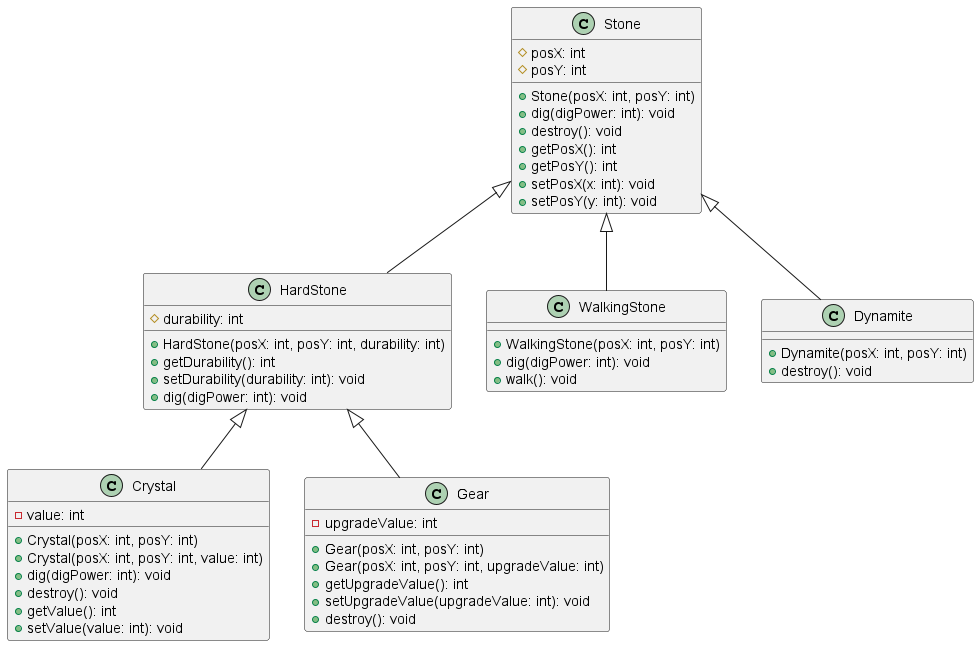 C Stone
posX: int
posY: int
Stone(posX: int, posY: int)
dig(digPower: int): void
destroy(): void
getPosX(): int
getPosY(): int
setPosX(x: int): void
setPosY(y: int): void
C HardStone
durability: int
HardStone(posX: int, posY: int, durability: int)
getDurability(): int
setDurability(durability: int): void
dig(digPower: int): void
C WalkingStone
WalkingStone(posX: int, posY: int)
dig(digPower: int): void
walk(): void
C Dynamite
Dynamite(posX: int, posY: int)
destroy(): void
C Crystal
value: int
Crystal(posX: int, posY: int)
Crystal(posX: int, posY: int, value: int)
dig(digPower: int): void
destroy(): void
getValue(): int
setValue(value: int): void
C Gear
upgradeValue: int
Gear(posX: int, posY: int)
Gear(posX: int, posY: int, upgradeValue: int)
getUpgradeValue(): int
setUpgradeValue(upgradeValue: int): void
destroy(): void